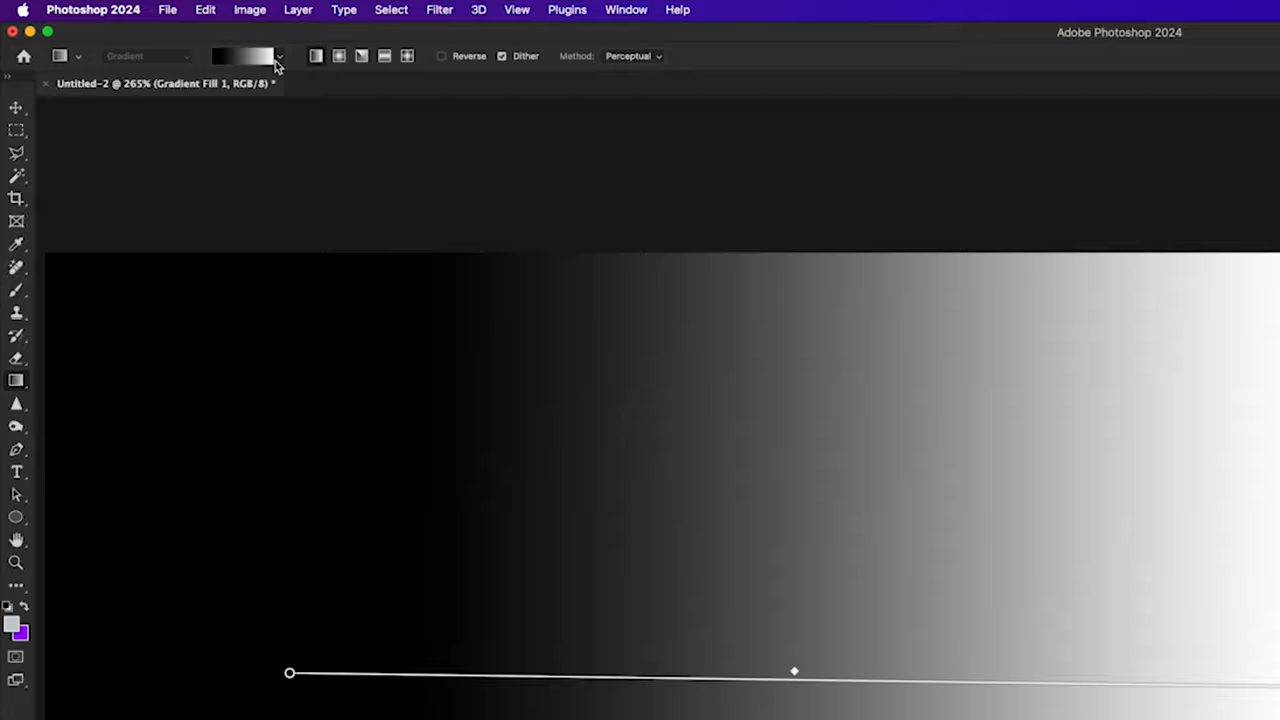 Photoshop 2024 File Edit Image Layer Type Select Filter 3D View Plugins Window Help
Adobe Photoshop 2024
Gradient Reverse Dither Method: Perceptual
Untitled-2 @ 265% (Gradient Fill 1, RGB/8) *